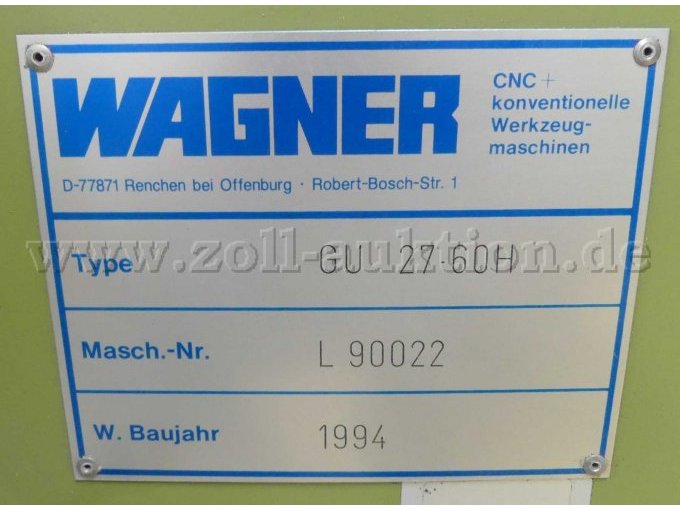 WAGNER
CNC +
konventionelle
Werkzeug-
maschinen
D-77871 Renchen bei Offenburg · Robert-Bosch-Str. 1
www.zoll-auktion.de
Type GU 27·60H
Masch.-Nr. L 90022
W. Baujahr 1994